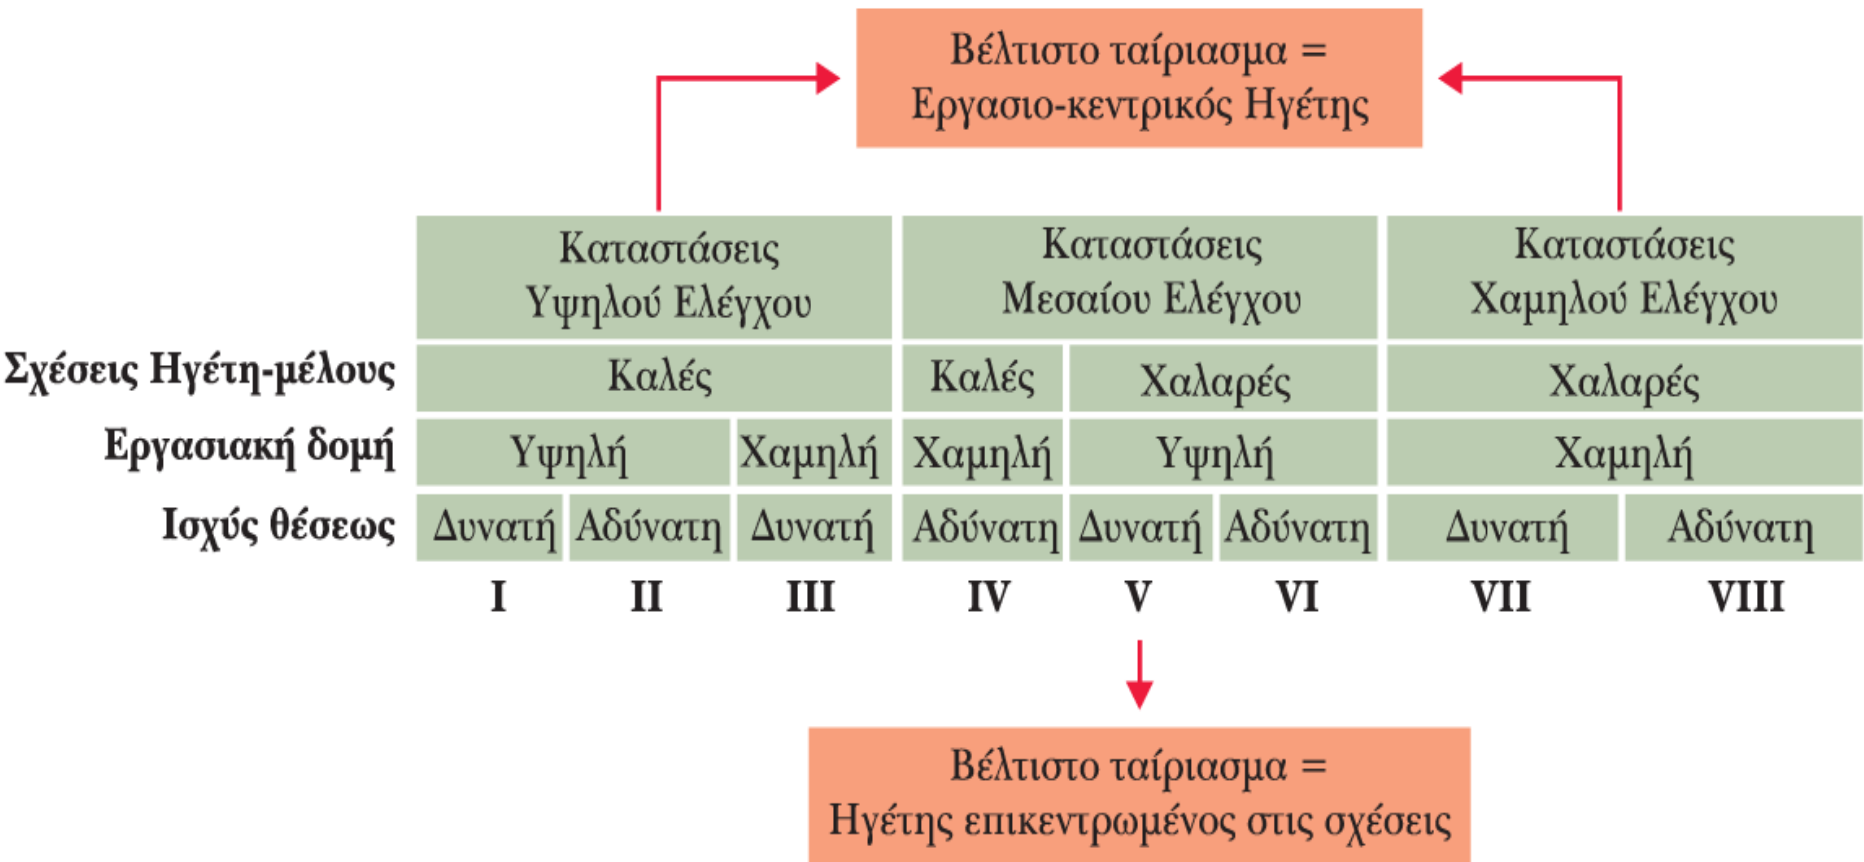 Βέλτιστο ταίριασμα =
Εργασιο-κεντρικός Ηγέτης
Καταστάσεις
Υψηλού Ελέγχου
Καταστάσεις
Μεσαίου Ελέγχου
Καταστάσεις
Χαμηλού Ελέγχου
Σχέσεις Ηγέτη-μέλους Καλές Καλές Χαλαρές Χαλαρές
Εργασιακή δομή Υψηλή Χαμηλή Χαμηλή Υψηλή Χαμηλή
Ισχύς θέσεως Δυνατή Αδύνατη Δυνατή Αδύνατη Δυνατή Αδύνατη Δυνατή Αδύνατη
I II III IV V VI VII VIII
Βέλτιστο ταίριασμα =
Ηγέτης επικεντρωμένος στις σχέσεις